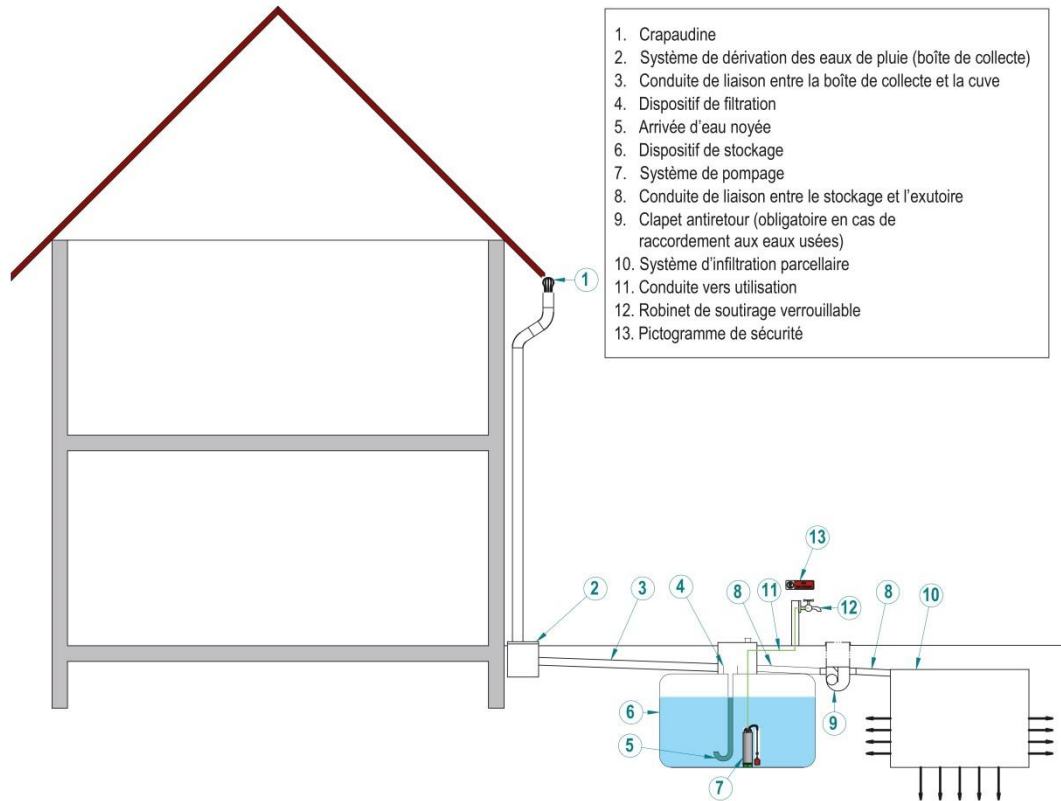 1. Crapaudine
2. Système de dérivation des eaux de pluie (boîte de collecte)
3. Conduite de liaison entre la boîte de collecte et la cuve
4. Dispositif de filtration
5. Arrivée d’eau noyée
6. Dispositif de stockage
7. Système de pompage
8. Conduite de liaison entre le stockage et l’exutoire
9. Clapet antiretour (obligatoire en cas de
raccordement aux eaux usées)
10. Système d’infiltration parcellaire
11. Conduite vers utilisation
12. Robinet de soutirage verrouillable
13. Pictogramme de sécurité
1
13
2
3
4
8
11
12
8
10
6
9
5
7